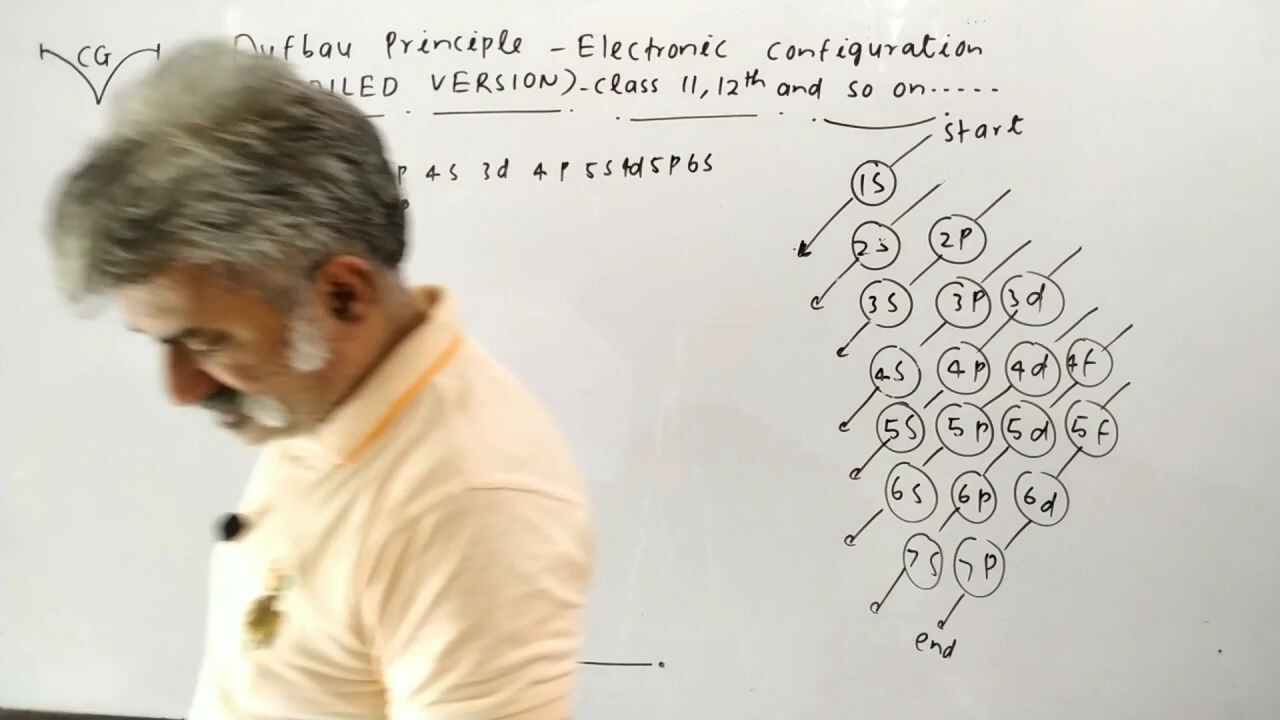 CG
Aufbau Principle - Electronic configuration
VERSION)-class 11, 12th and so on.....
start
P 4S 3d 4P 5S 4d 5P 6S
1S
2S 2P
3S 3P 3d
4S 4P 4d 4f
5S 5P 5d 5f
6S 6P 6d
7S 7P
end